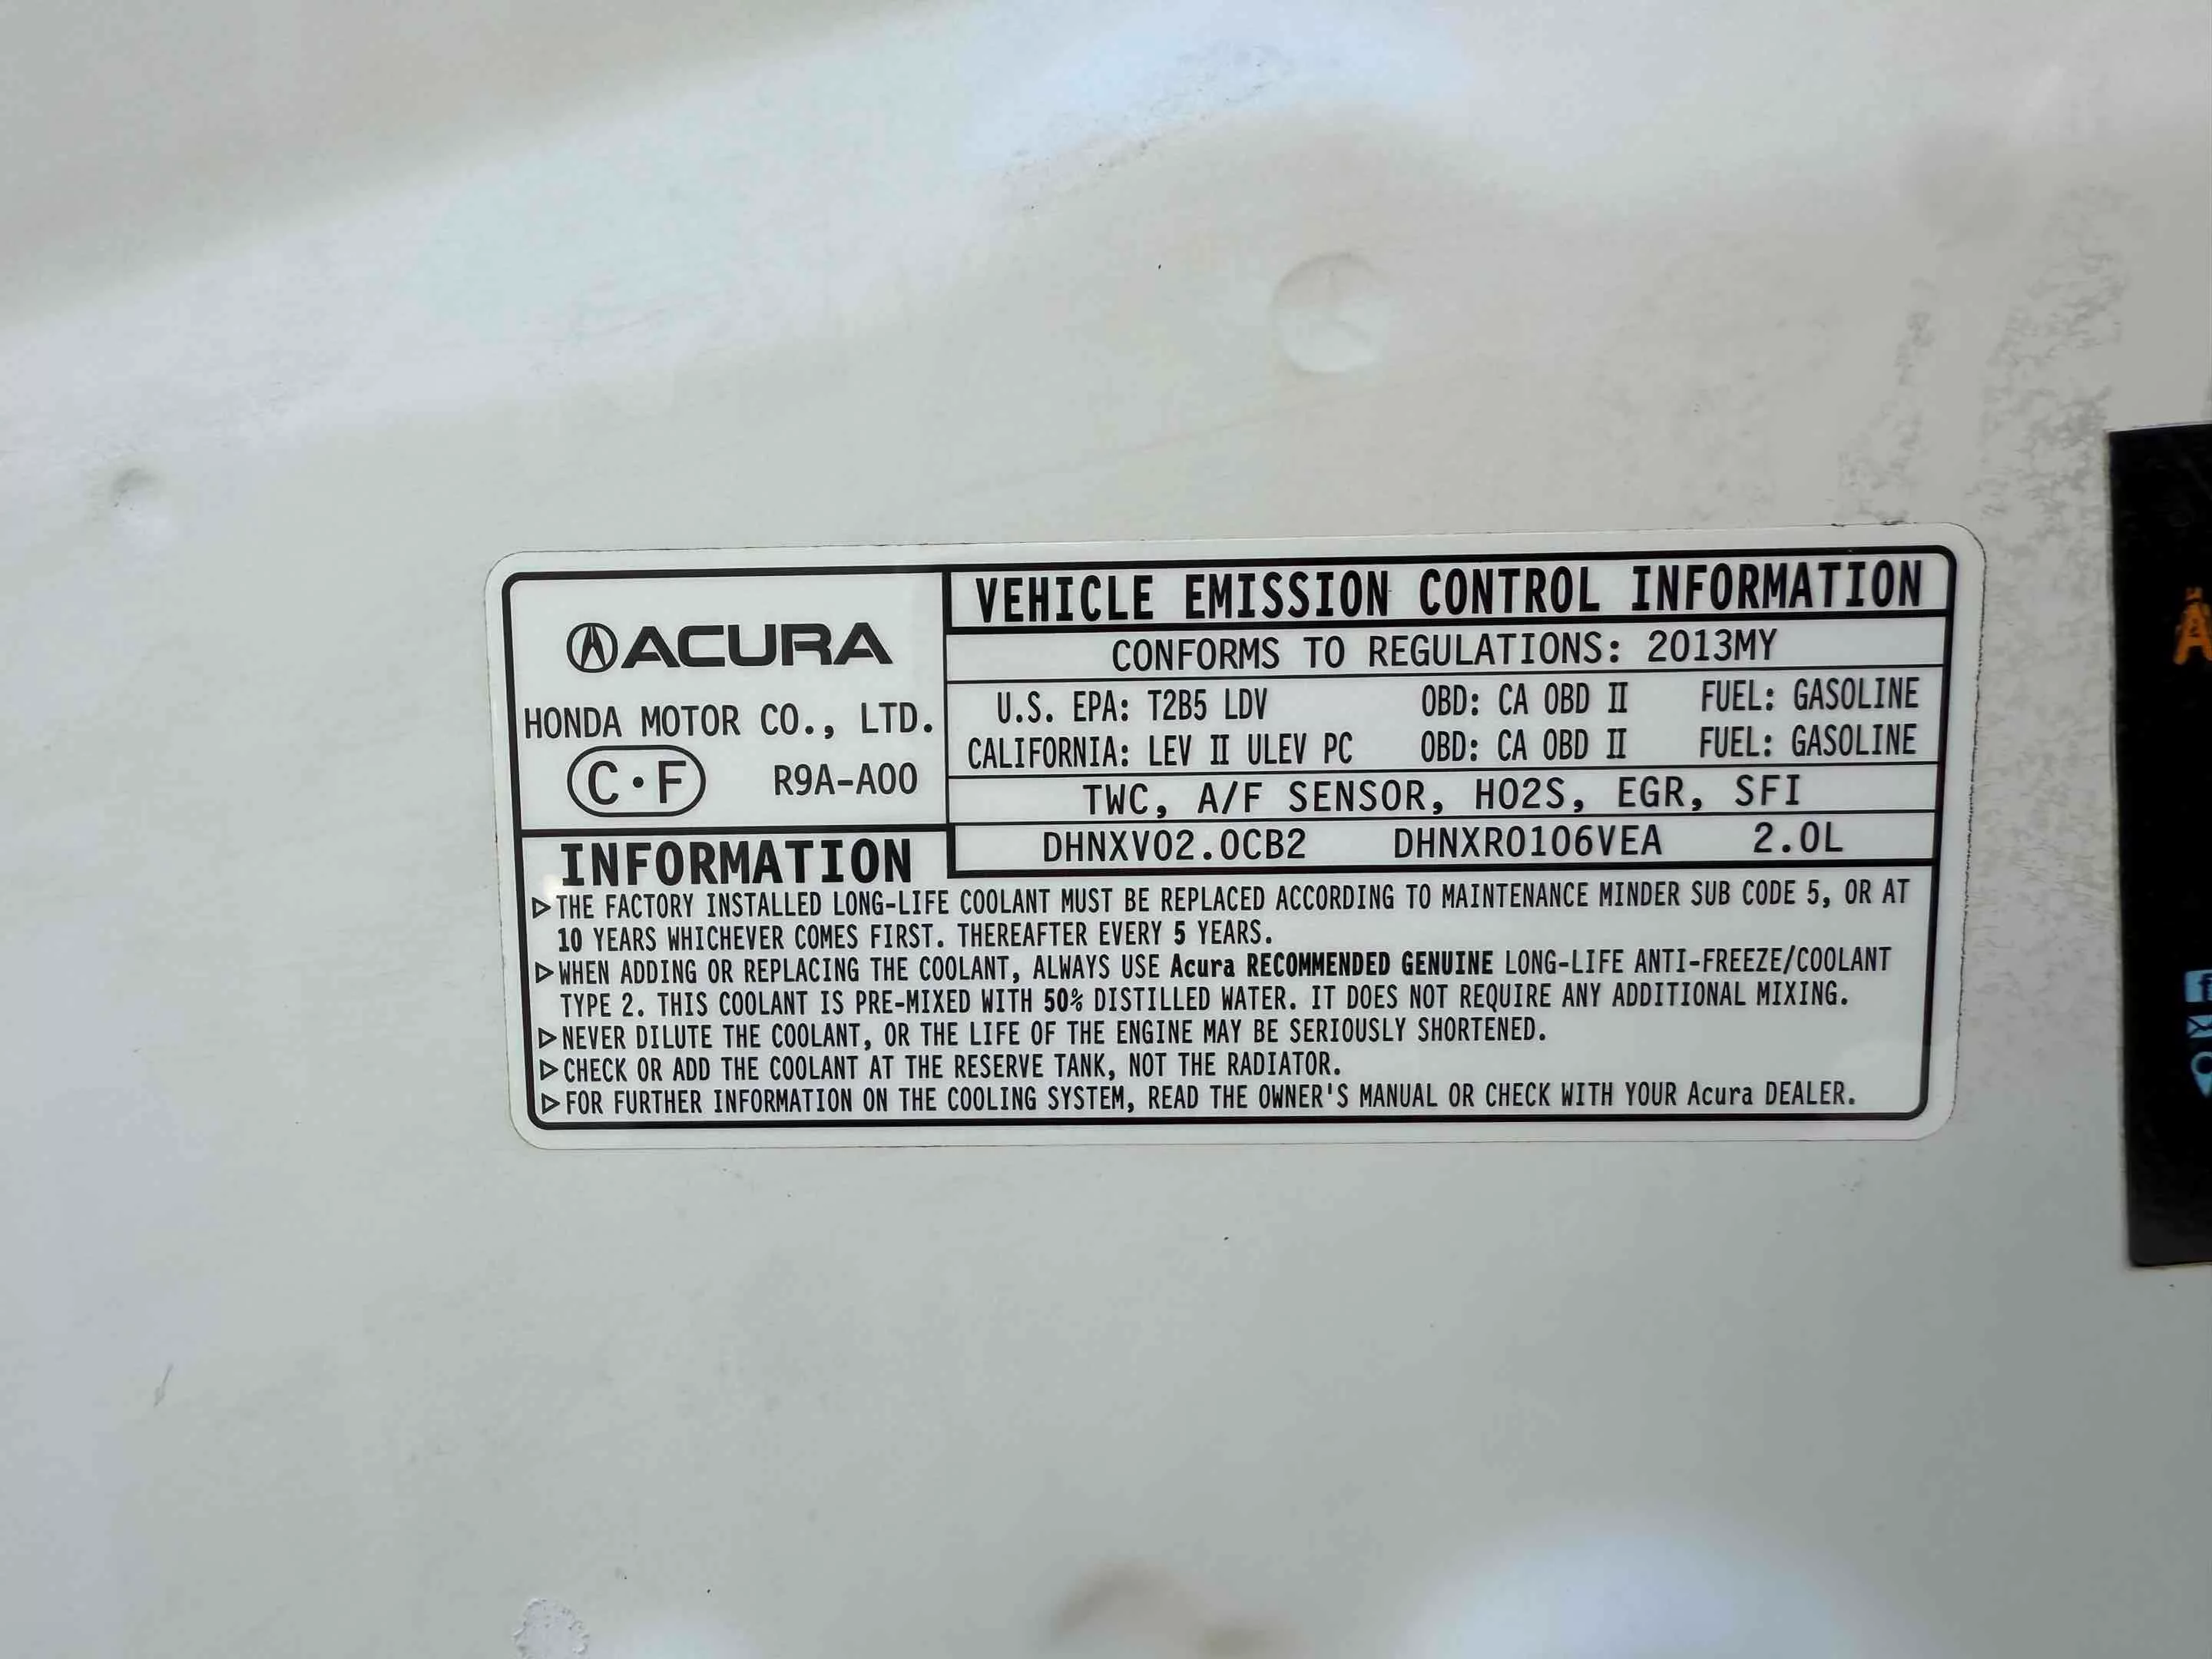 ACURA
HONDA MOTOR CO., LTD.
C·F R9A-A00
VEHICLE EMISSION CONTROL INFORMATION
CONFORMS TO REGULATIONS: 2013MY
U.S. EPA: T2B5 LDV OBD: CA OBD II FUEL: GASOLINE
CALIFORNIA: LEV II ULEV PC OBD: CA OBD II FUEL: GASOLINE
TWC, A/F SENSOR, HO2S, EGR, SFI
DHNXV02.0CB2 DHNXR0106VEA 2.0L
INFORMATION
▷THE FACTORY INSTALLED LONG-LIFE COOLANT MUST BE REPLACED ACCORDING TO MAINTENANCE MINDER SUB CODE 5, OR AT
10 YEARS WHICHEVER COMES FIRST. THEREAFTER EVERY 5 YEARS.
▷WHEN ADDING OR REPLACING THE COOLANT, ALWAYS USE Acura RECOMMENDED GENUINE LONG-LIFE ANTI-FREEZE/COOLANT
TYPE 2. THIS COOLANT IS PRE-MIXED WITH 50% DISTILLED WATER. IT DOES NOT REQUIRE ANY ADDITIONAL MIXING.
▷NEVER DILUTE THE COOLANT, OR THE LIFE OF THE ENGINE MAY BE SERIOUSLY SHORTENED.
▷CHECK OR ADD THE COOLANT AT THE RESERVE TANK, NOT THE RADIATOR.
▷FOR FURTHER INFORMATION ON THE COOLING SYSTEM, READ THE OWNER'S MANUAL OR CHECK WITH YOUR Acura DEALER.